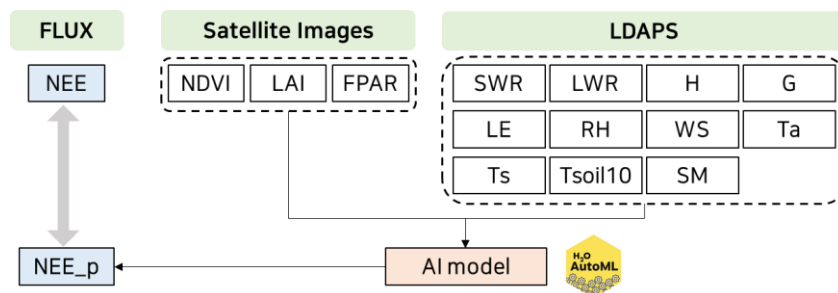 FLUX
Satellite Images
LDAPS
NEE
NDVI LAI FPAR
SWR LWR H G
LE RH WS Ta
Ts Tsoil10 SM
NEE_p
AI model
H2O
AutoML